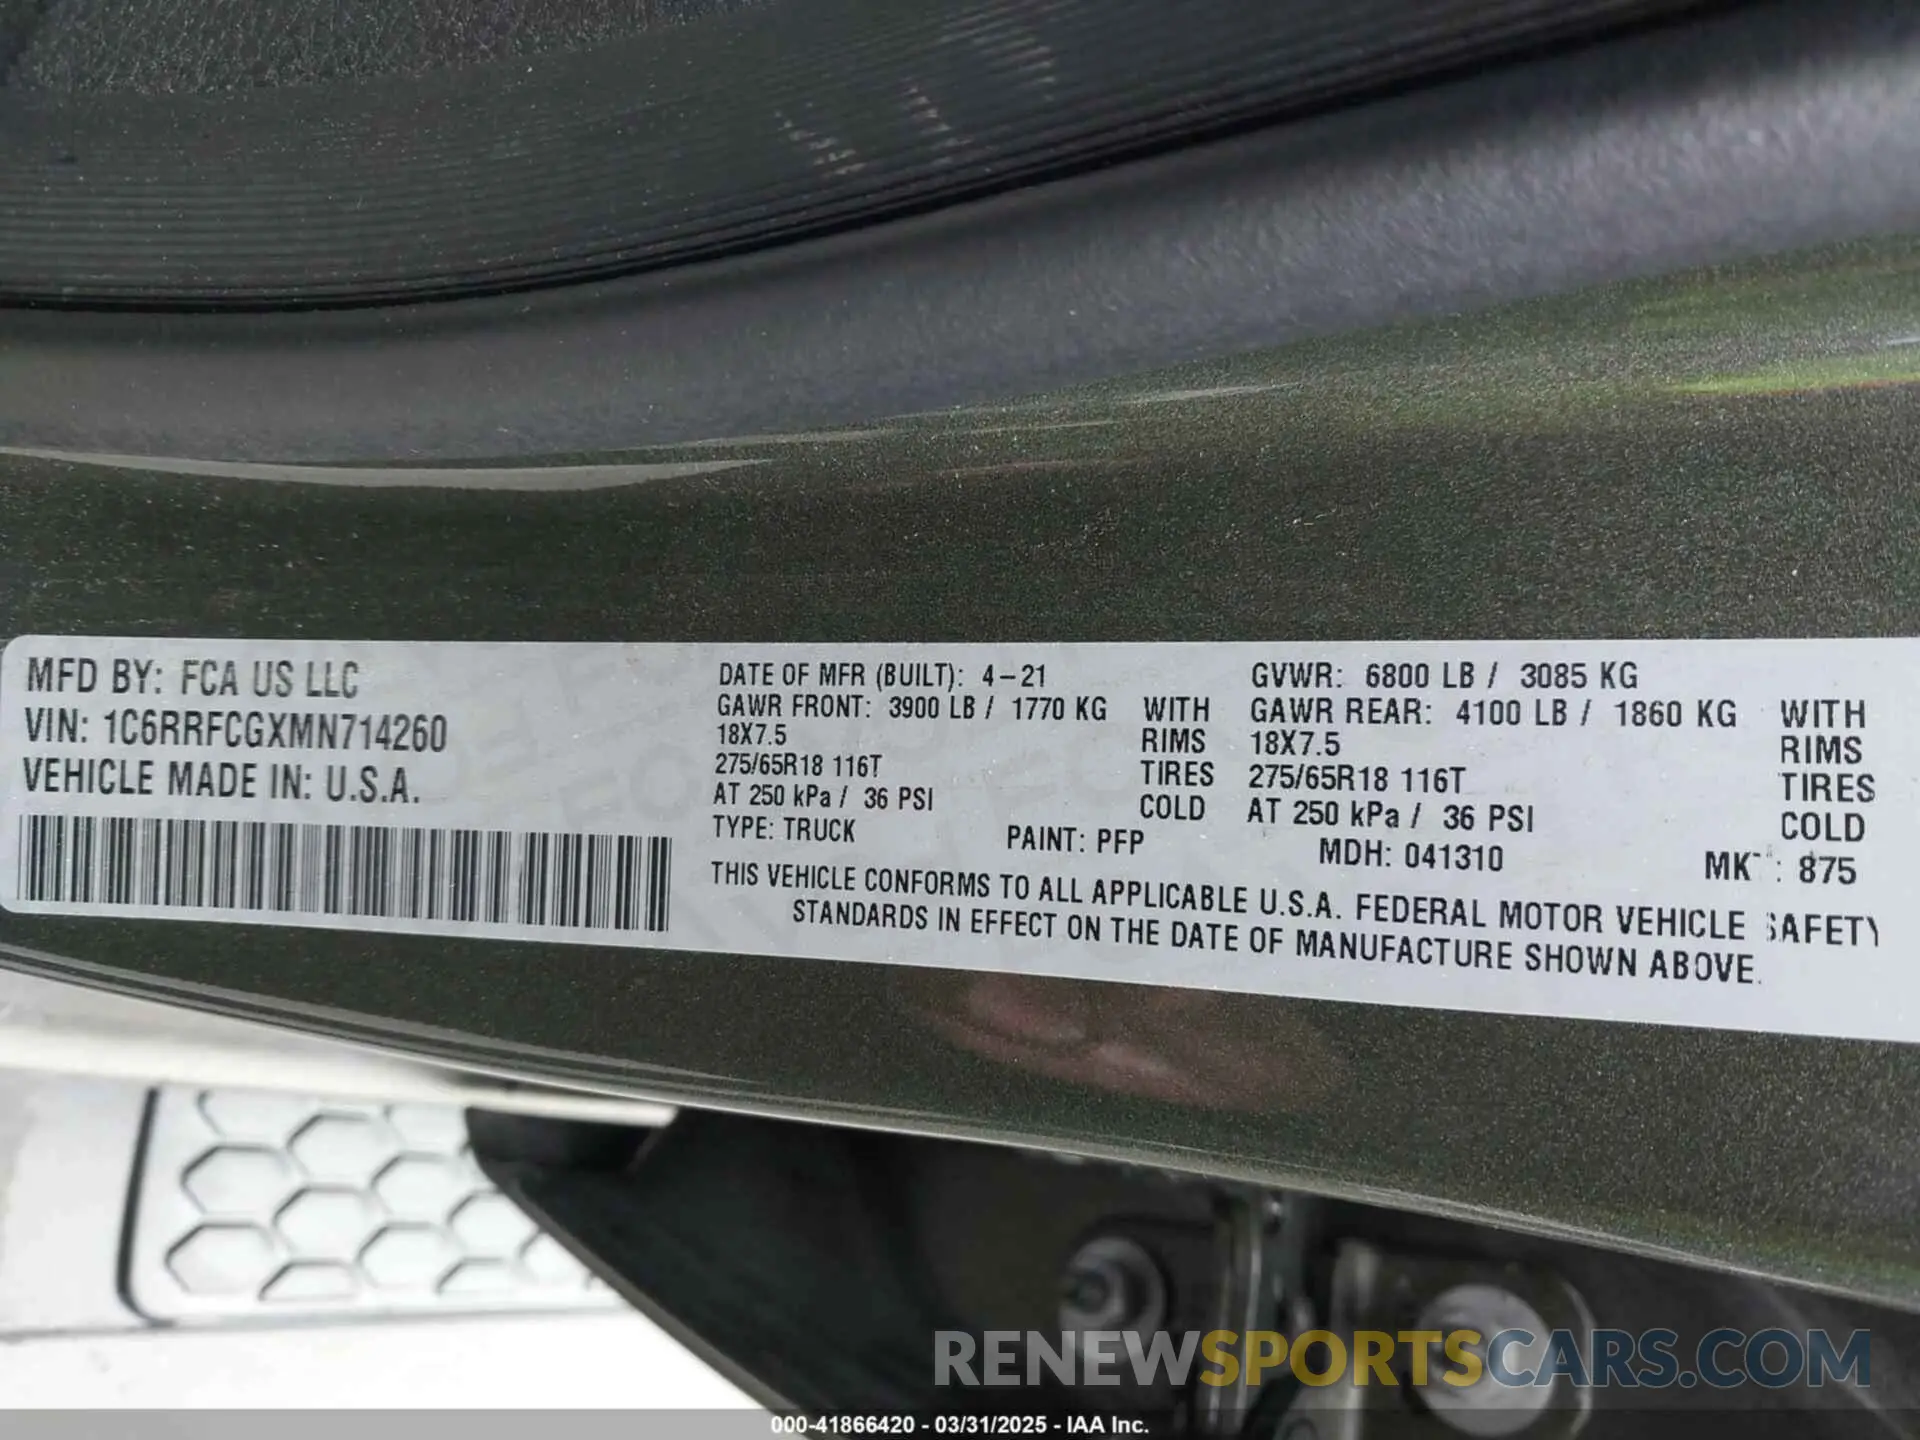 MFD BY: FCA US LLC
VIN: 1C6RRFCGXMN714260
VEHICLE MADE IN: U.S.A.
DATE OF MFR (BUILT): 4-21
GAWR FRONT: 3900 LB / 1770 KG WITH
18X7.5 RIMS
275/65R18 116T TIRES
AT 250 kPa / 36 PSI COLD
GVWR: 6800 LB / 3085 KG
GAWR REAR: 4100 LB / 1860 KG WITH
18X7.5 RIMS
275/65R18 116T TIRES
AT 250 kPa / 36 PSI COLD
TYPE: TRUCK PAINT: PFP MDH: 041310 MK : 875
THIS VEHICLE CONFORMS TO ALL APPLICABLE U.S.A. FEDERAL MOTOR VEHICLE SAFETY
STANDARDS IN EFFECT ON THE DATE OF MANUFACTURE SHOWN ABOVE.
RENEWSPORTSCARS.COM
000-41866420 - 03/31/2025 - IAA Inc.